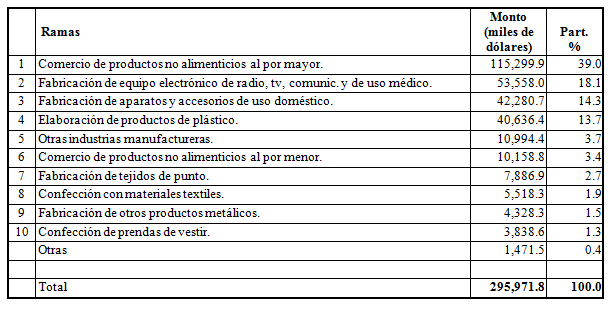 Ramas Monto (miles de dólares) Part. %
1 Comercio de productos no alimenticios al por mayor. 115,299.9 39.0
2 Fabricación de equipo electrónico de radio, tv, comunic. y de uso médico. 53,558.0 18.1
3 Fabricación de aparatos y accesorios de uso doméstico. 42,280.7 14.3
4 Elaboración de productos de plástico. 40,636.4 13.7
5 Otras industrias manufactureras. 10,994.4 3.7
6 Comercio de productos no alimenticios al por menor. 10,158.8 3.4
7 Fabricación de tejidos de punto. 7,886.9 2.7
8 Confección con materiales textiles. 5,518.3 1.9
9 Fabricación de otros productos metálicos. 4,328.3 1.5
10 Confección de prendas de vestir. 3,838.6 1.3
Otras 1,471.5 0.4
Total 295,971.8 100.0